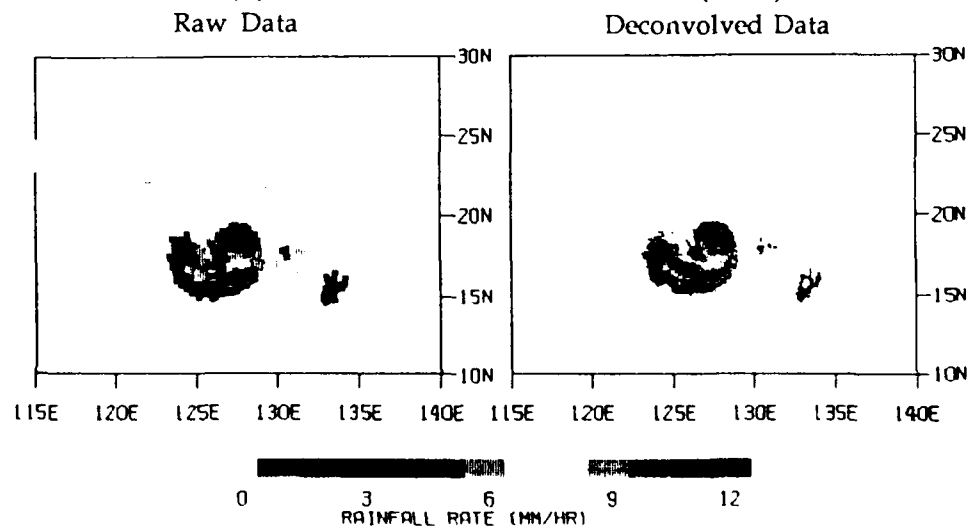 Raw Data
Deconvolved Data
30N
25N
20N
15N
10N
115E 120E 125E 130E 135E 140E
30N
25N
20N
15N
10N
115E 120E 125E 130E 135E 140E
0 3 6 9 12
RAINFALL RATE (MM/HR)